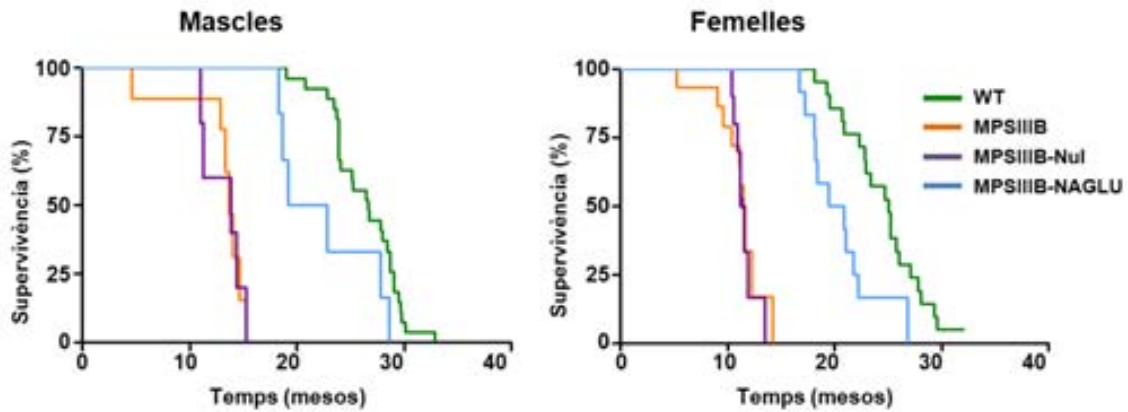 Mascles
Supervivència (%)
100
75
50
25
0
0 10 20 30 40
Temps (mesos)
Femelles
Supervivència (%)
100
75
50
25
0
0 10 20 30 40
Temps (mesos)
WT
MPSIIIB
MPSIIIB-Nul
MPSIIIB-NAGLU